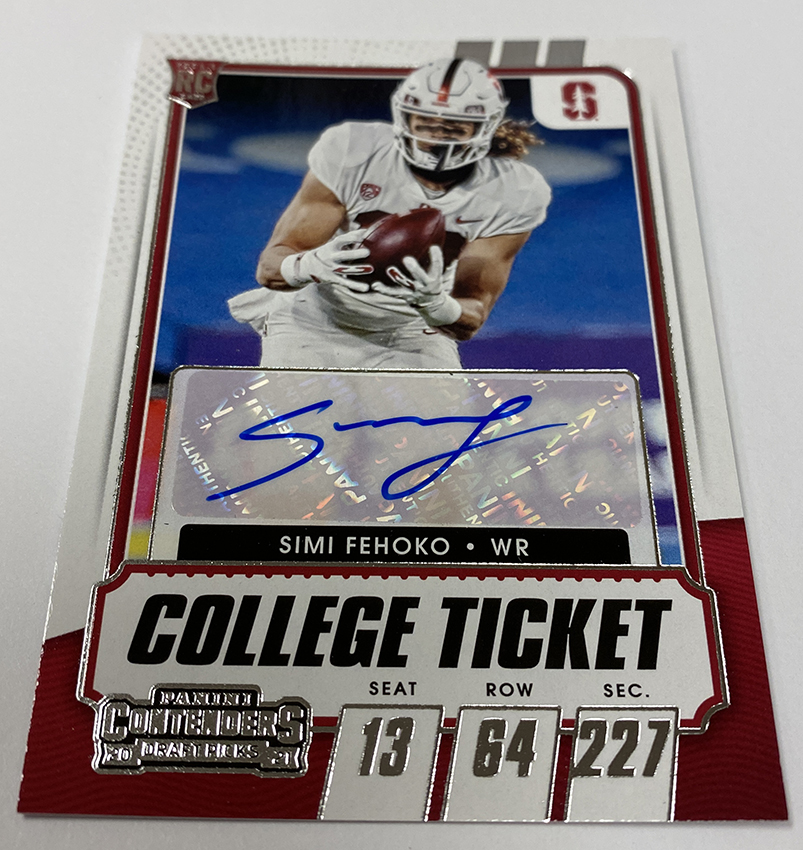 RC
S
SIMI FEHOKO • WR
COLLEGE TICKET
SEAT ROW SEC.
13 64 227
PANINI
CONTENDERS
20 DRAFT PICKS 21